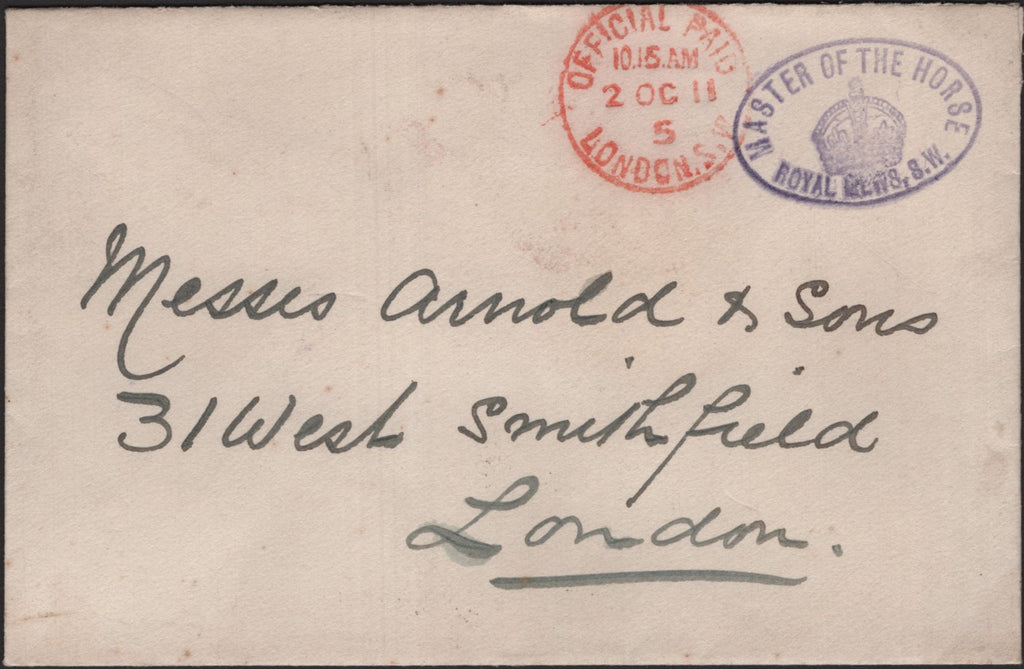 OFFICIAL PAID
10.15.AM
2 OC 11
5
LONDON.S.W
MASTER OF THE HORSE
ROYAL MEWS, S.W.
Messrs Arnold & Sons
31 West Smithfield
London.